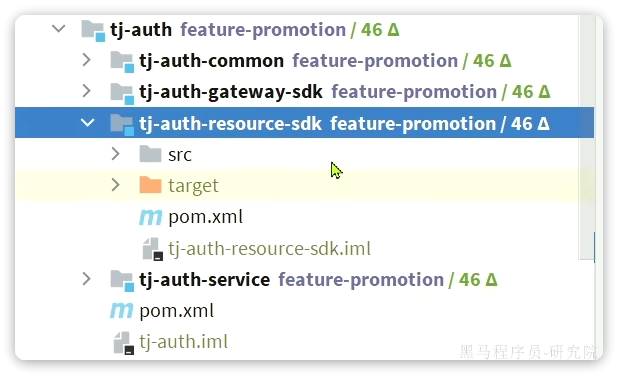 tj-auth feature-promotion / 46 Δ
tj-auth-common feature-promotion / 46 Δ
tj-auth-gateway-sdk feature-promotion / 46 Δ
tj-auth-resource-sdk feature-promotion / 46 Δ
src
target
pom.xml
tj-auth-resource-sdk.iml
tj-auth-service feature-promotion / 46 Δ
pom.xml
tj-auth.iml
黑马程序员-研究院